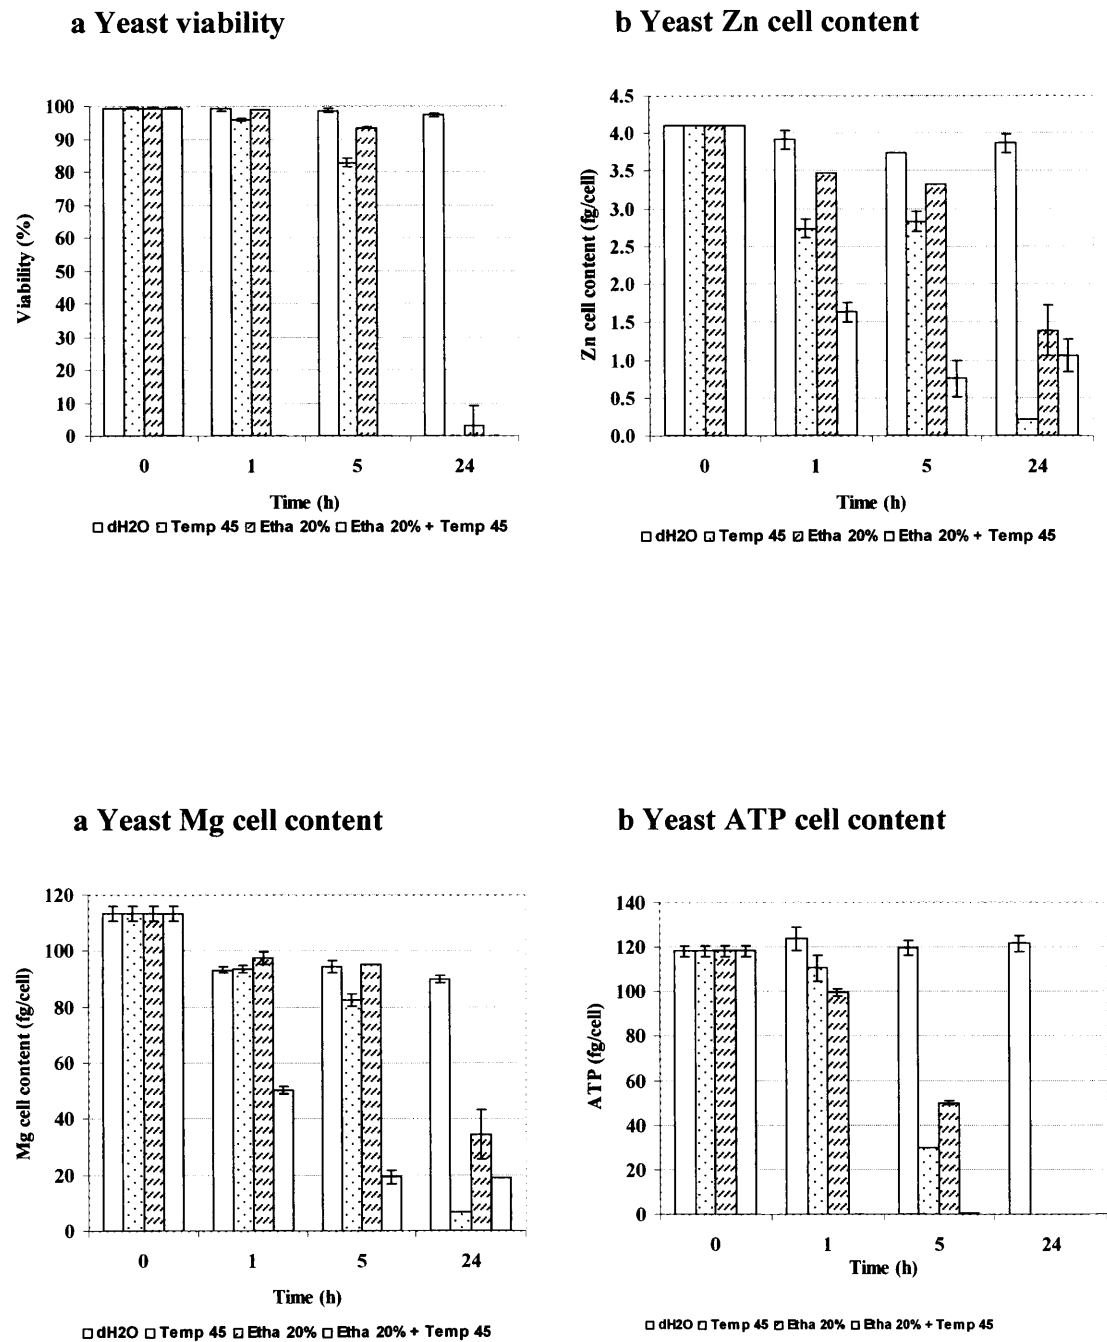 a Yeast viability
100
90
80
70
60
50
40
30
20
10
0
Viability (%)
0 1 5 24
Time (h)
dH2O Temp 45 Etha 20% Etha 20% + Temp 45
b Yeast Zn cell content
4.5
4.0
3.5
3.0
2.5
2.0
1.5
1.0
0.5
0.0
Zn cell content (fg/cell)
0 1 5 24
Time (h)
dH2O Temp 45 Etha 20% Etha 20% + Temp 45
a Yeast Mg cell content
120
100
80
60
40
20
0
Mg cell content (fg/cell)
0 1 5 24
Time (h)
dH2O Temp 45 Etha 20% Etha 20% + Temp 45
b Yeast ATP cell content
140
120
100
80
60
40
20
0
ATP (fg/cell)
0 1 5 24
Time (h)
dH2O Temp 45 Etha 20% Etha 20% + Temp 45